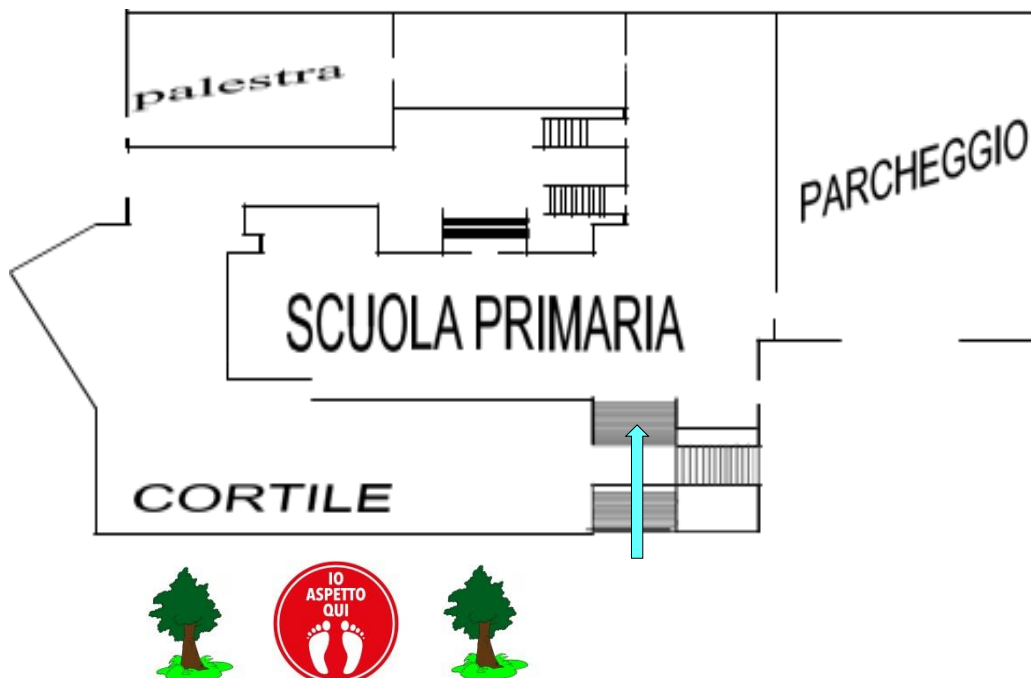 palestra
PARCHEGGIO
SCUOLA PRIMARIA
CORTILE
IO
ASPETTO
QUI